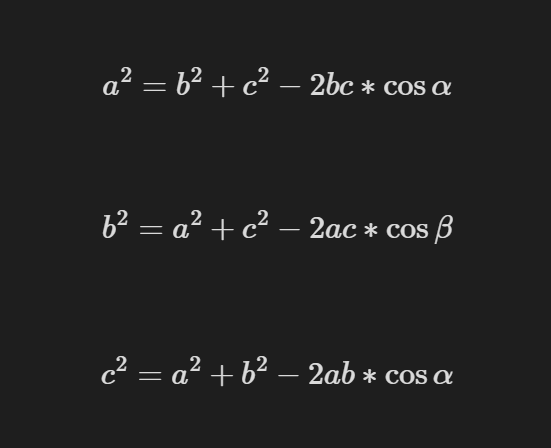 a² = b² + c² − 2bc ∗ cos α
b² = a² + c² − 2ac ∗ cos β
c² = a² + b² − 2ab ∗ cos α